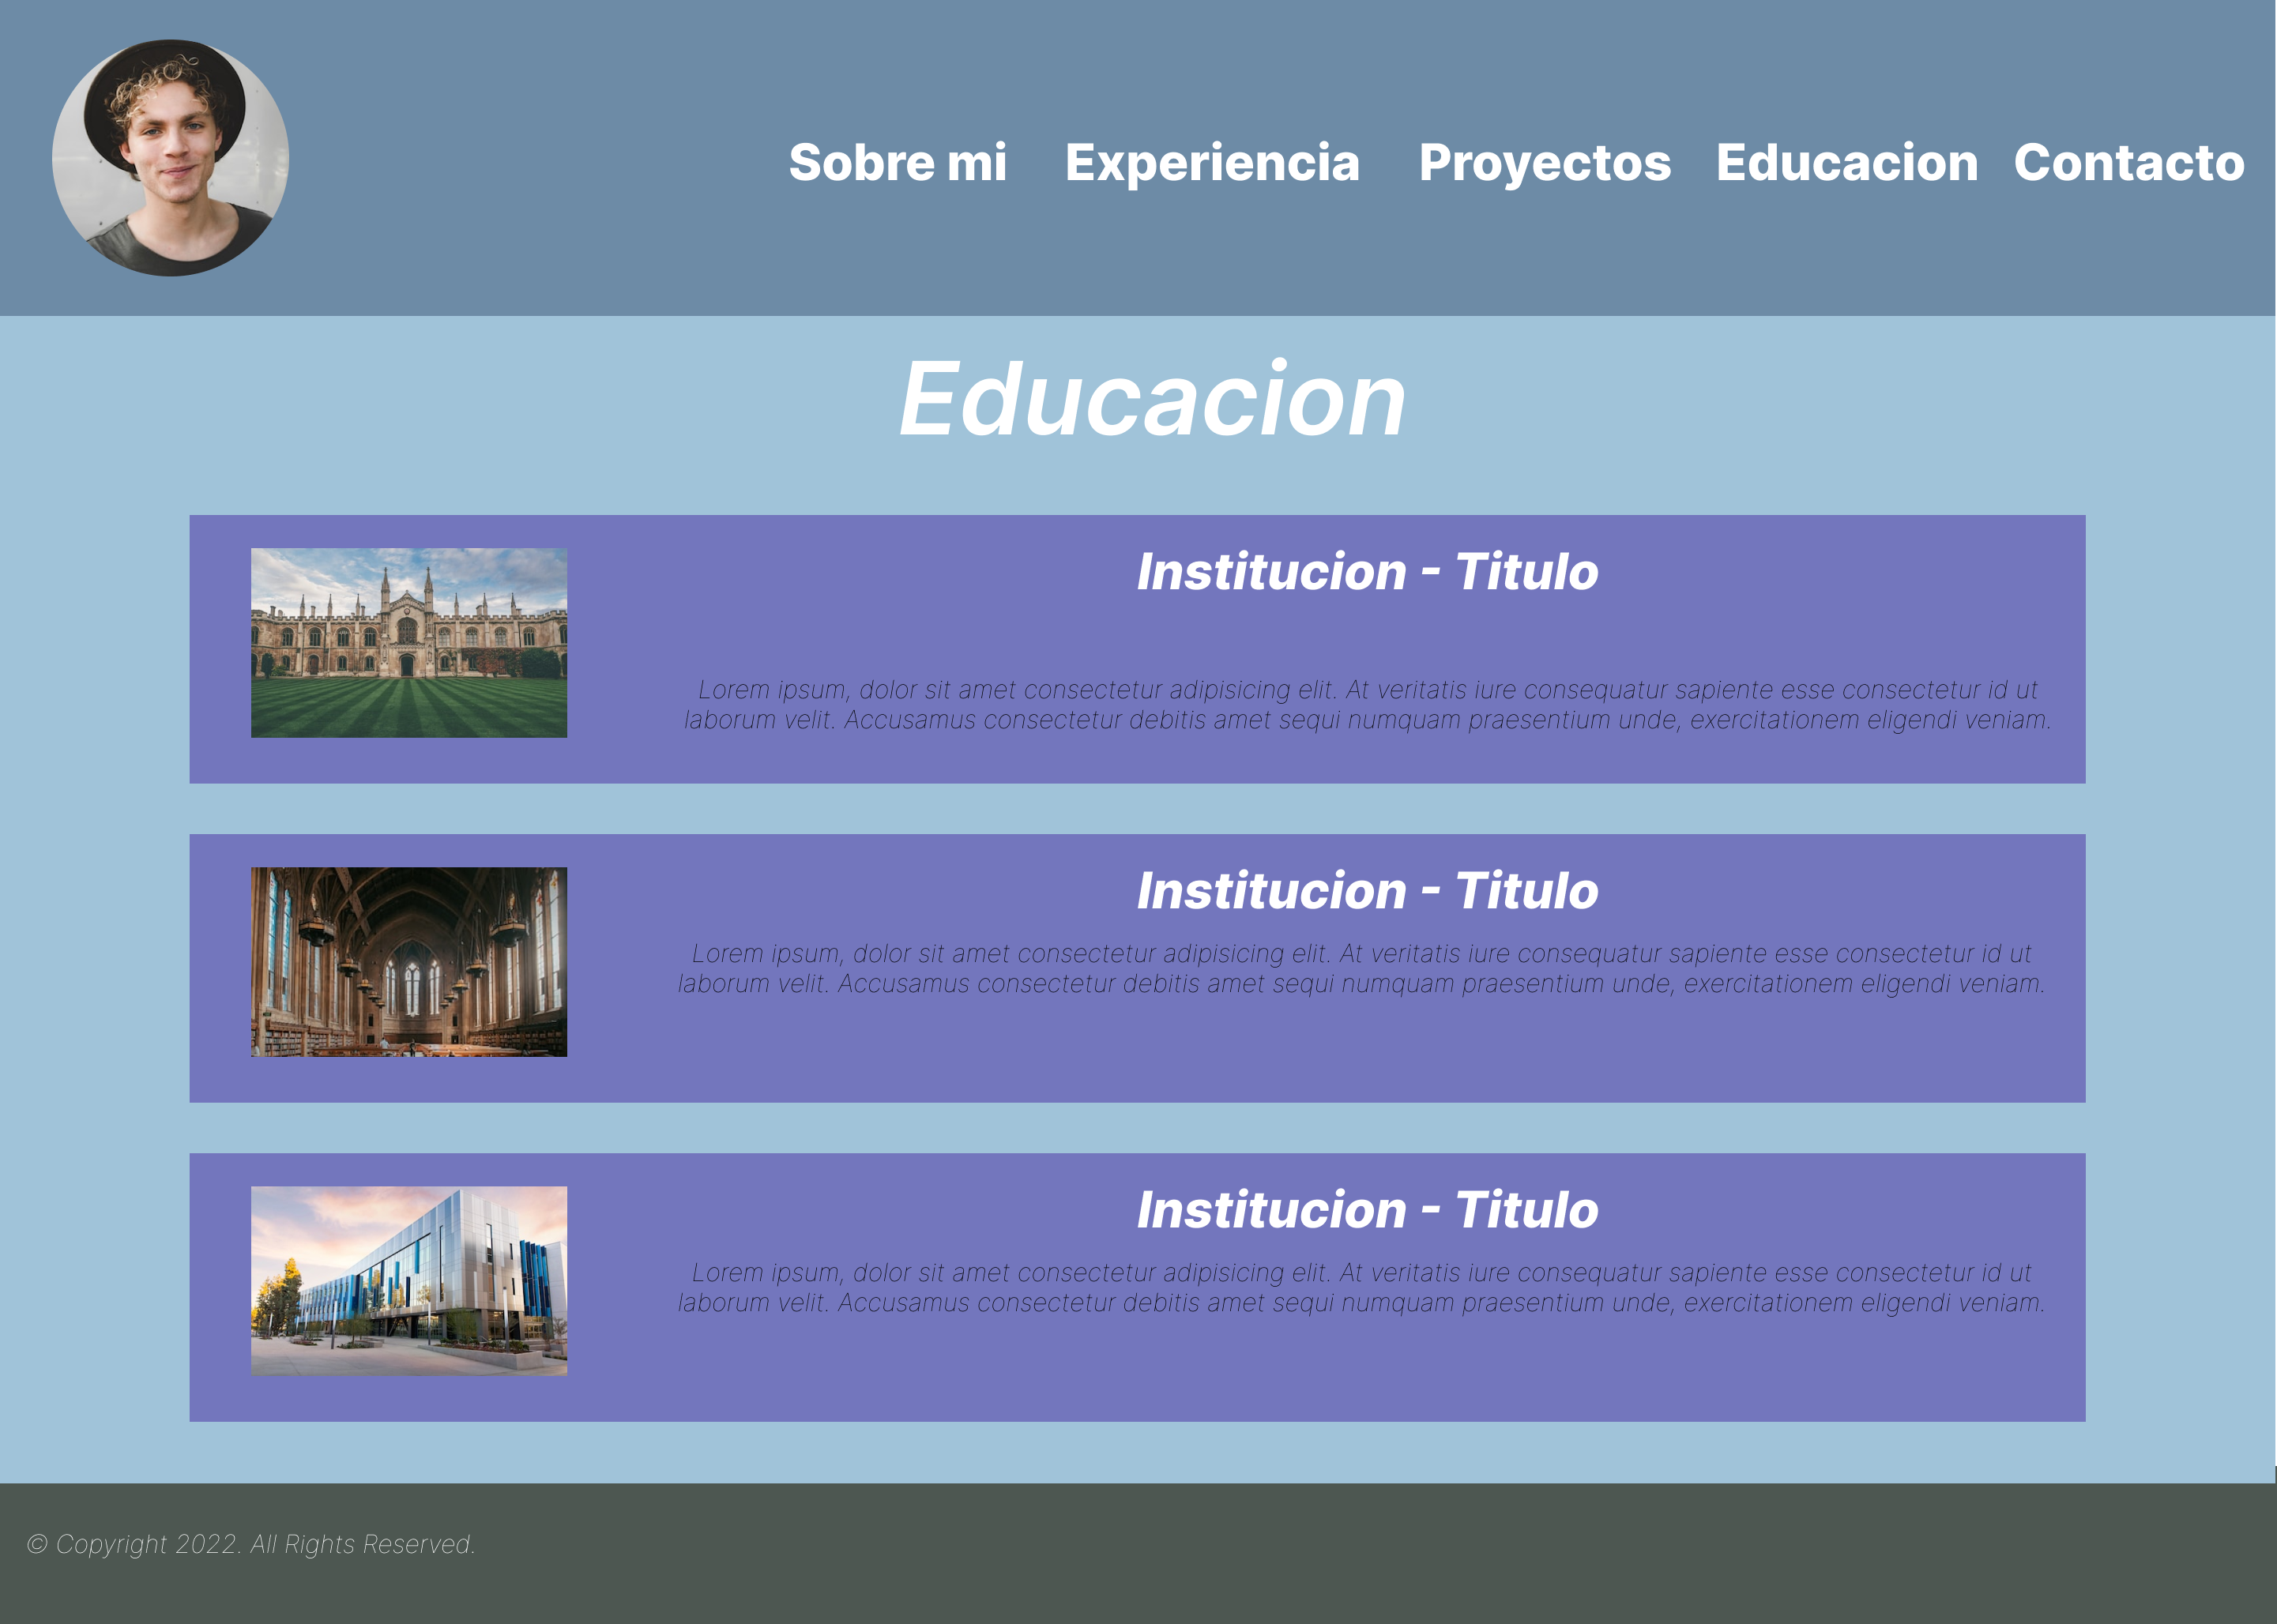 Sobre mi Experiencia Proyectos Educacion Contacto
Educacion
Institucion - Titulo
Lorem ipsum, dolor sit amet consectetur adipisicing elit. At veritatis iure consequatur sapiente esse consectetur id ut
laborum velit. Accusamus consectetur debitis amet sequi numquam praesentium unde, exercitationem eligendi veniam.
Institucion - Titulo
Lorem ipsum, dolor sit amet consectetur adipisicing elit. At veritatis iure consequatur sapiente esse consectetur id ut
laborum velit. Accusamus consectetur debitis amet sequi numquam praesentium unde, exercitationem eligendi veniam.
Institucion - Titulo
Lorem ipsum, dolor sit amet consectetur adipisicing elit. At veritatis iure consequatur sapiente esse consectetur id ut
laborum velit. Accusamus consectetur debitis amet sequi numquam praesentium unde, exercitationem eligendi veniam.
© Copyright 2022. All Rights Reserved.